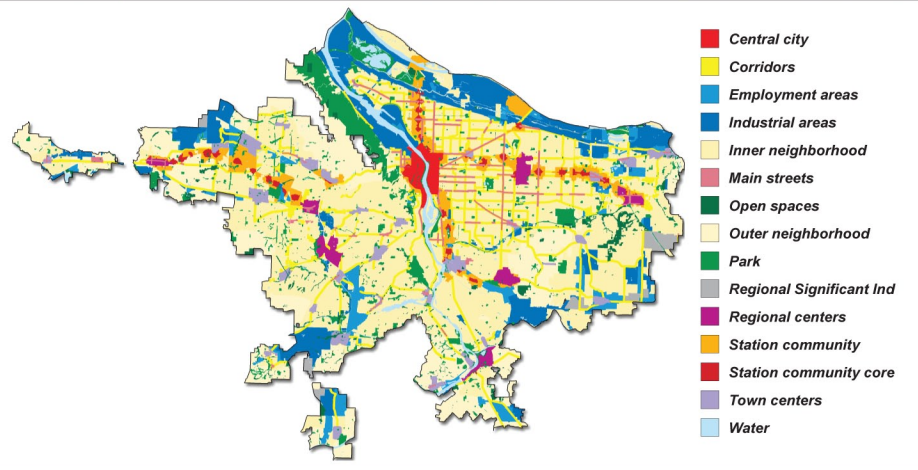 Central city
Corridors
Employment areas
Industrial areas
Inner neighborhood
Main streets
Open spaces
Outer neighborhood
Park
Regional Significant Ind
Regional centers
Station community
Station community core
Town centers
Water